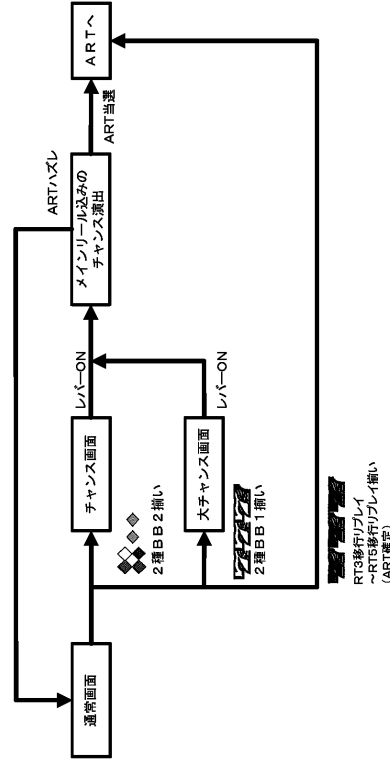 通常画面
チャンス画面
2種BB2揃い
大チャンス画面
2種BB1揃い
レバーON
レバーON
メインリール込みの
チャンス演出
ARTハズレ
ART当選
ARTへ
RT3移行リプレイ
～RT5移行リプレイ揃い
(ART確定)